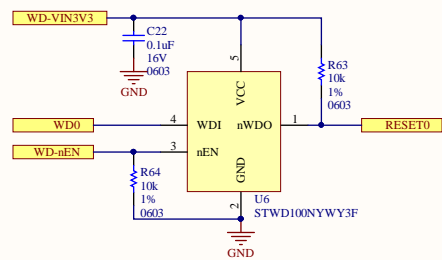 WD-VIN3V3
C22
0.1uF
16V
0603
GND
5
VCC
R63
10k
1%
0603
WD0
4
WDI
nWDO
1
RESET0
WD-nEN
3
nEN
GND
2
R64
10k
1%
0603
U6
STWD100NYWY3F
GND